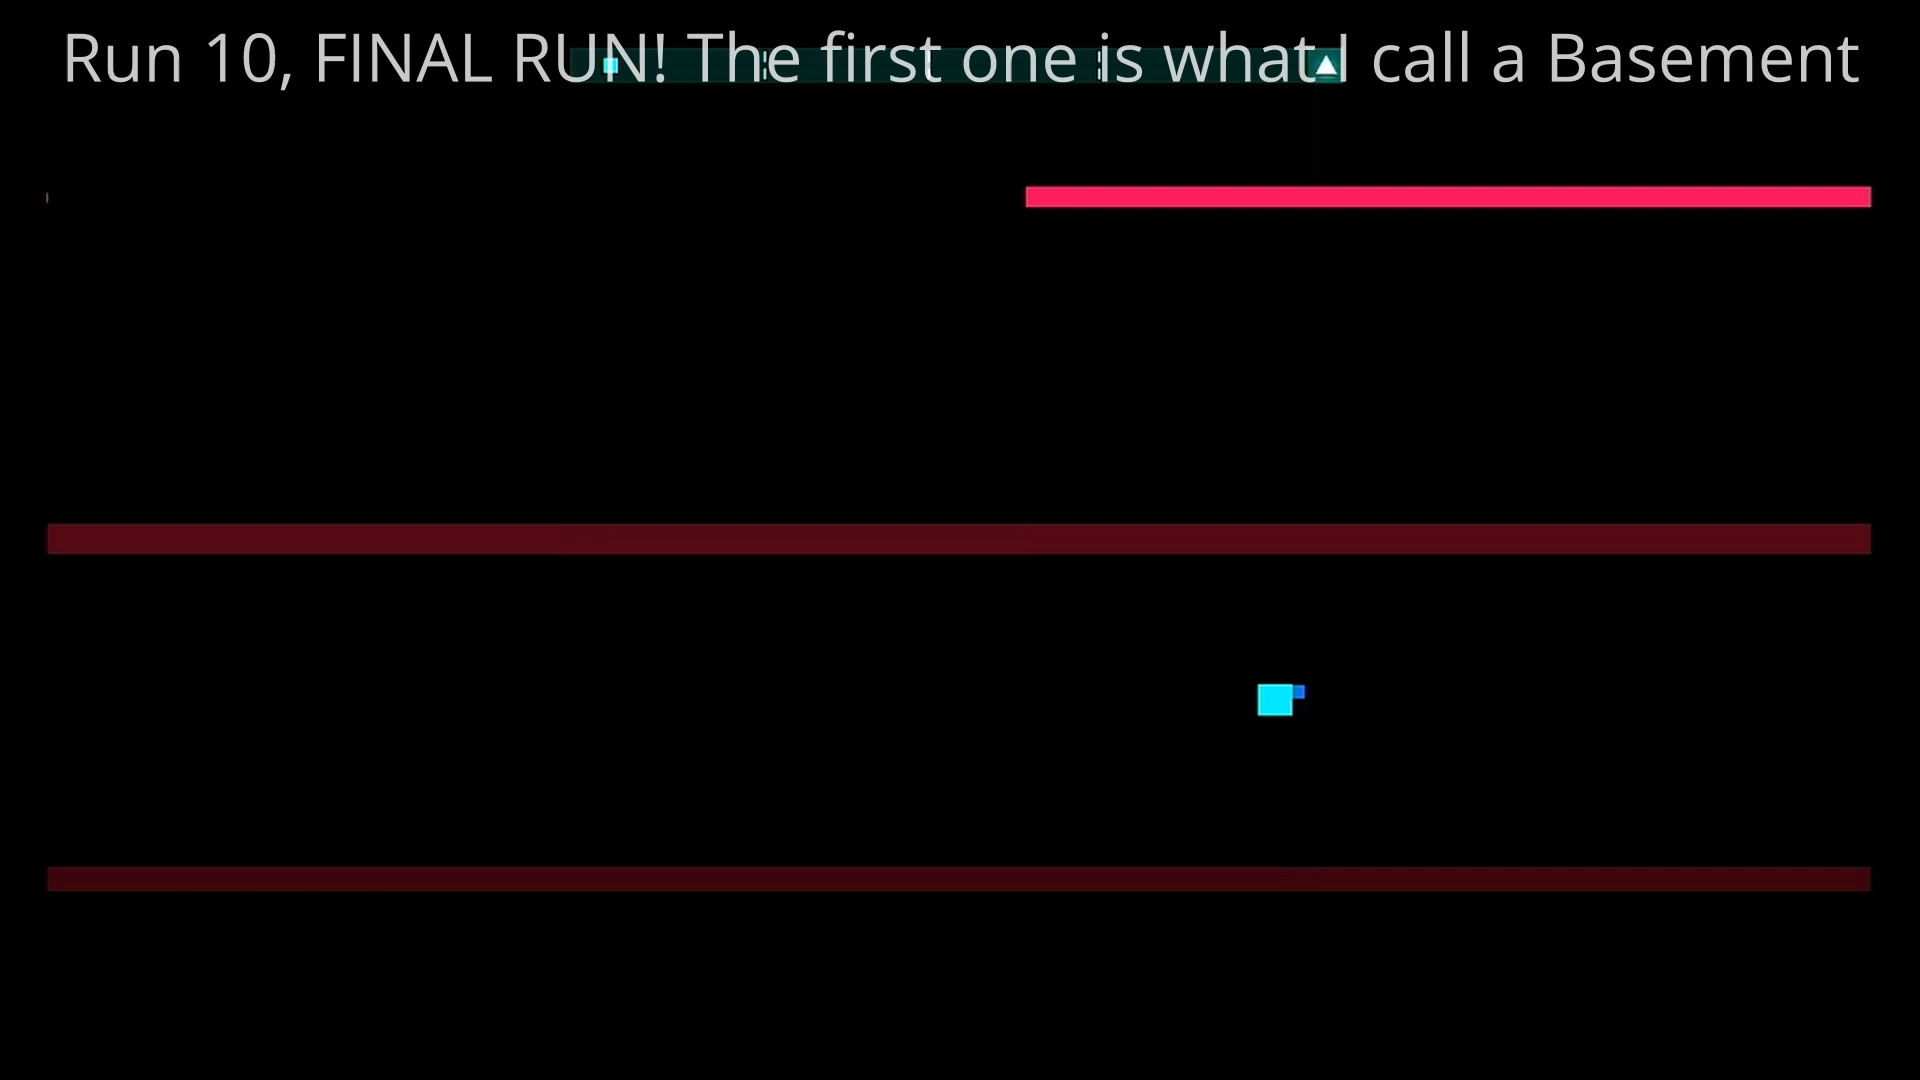 Run 10, FINAL RUN! The first one is what I call a Basement